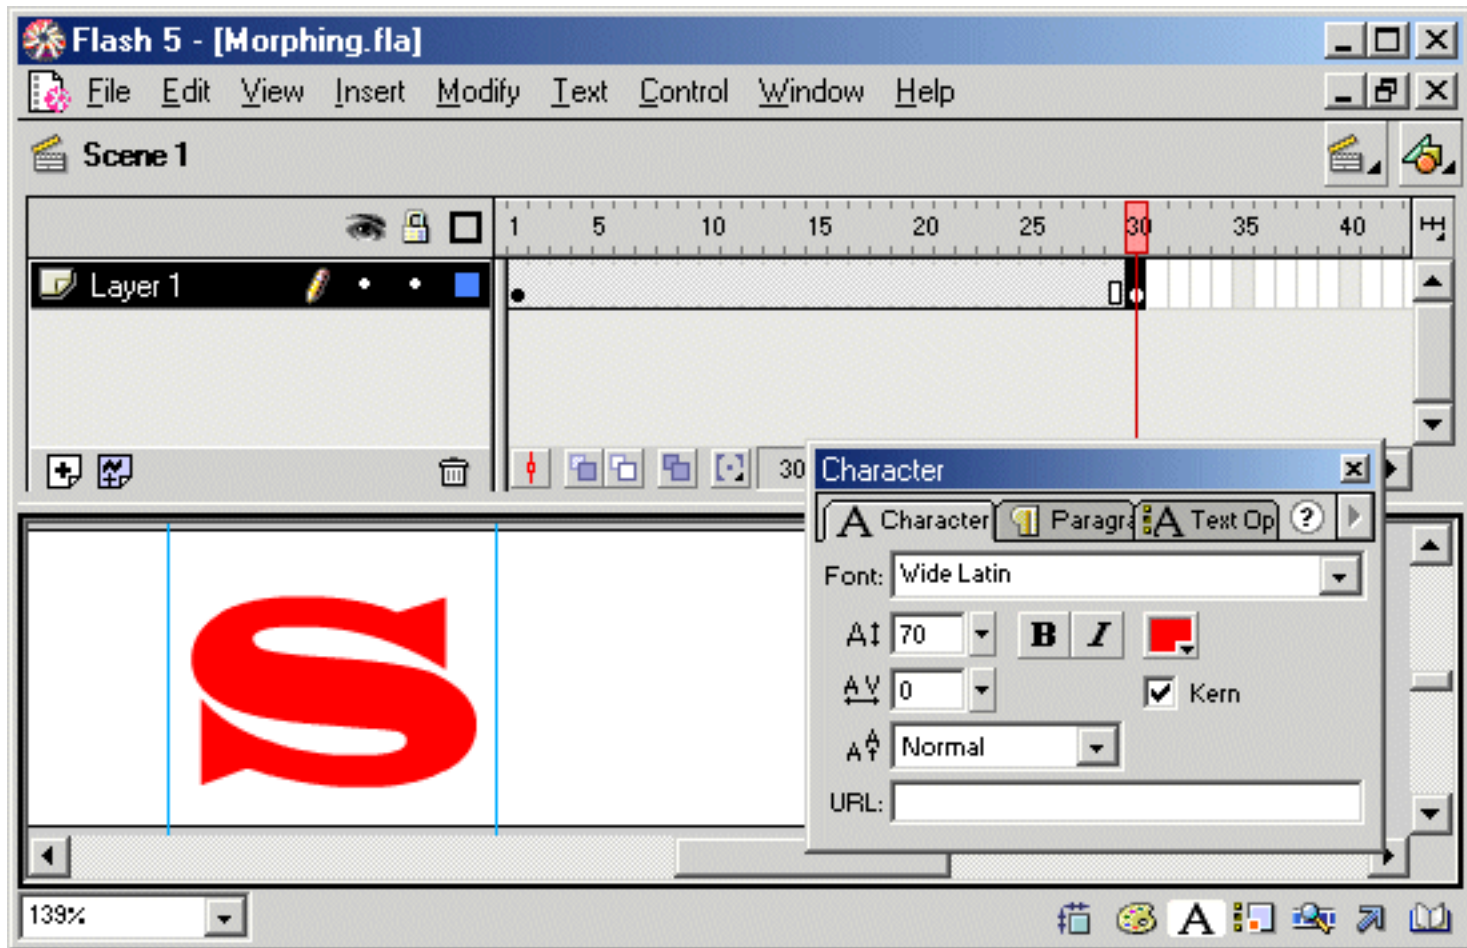 Flash 5 - [Morphing.fla]
File Edit View Insert Modify Text Control Window Help
Scene 1
1 5 10 15 20 25 30 35 40
Layer 1
30
Character
A Character Paragra A Text Op ?
Font: Wide Latin
A 70 B I
A V 0 Kern
A A Normal
URL:
S
139%
A